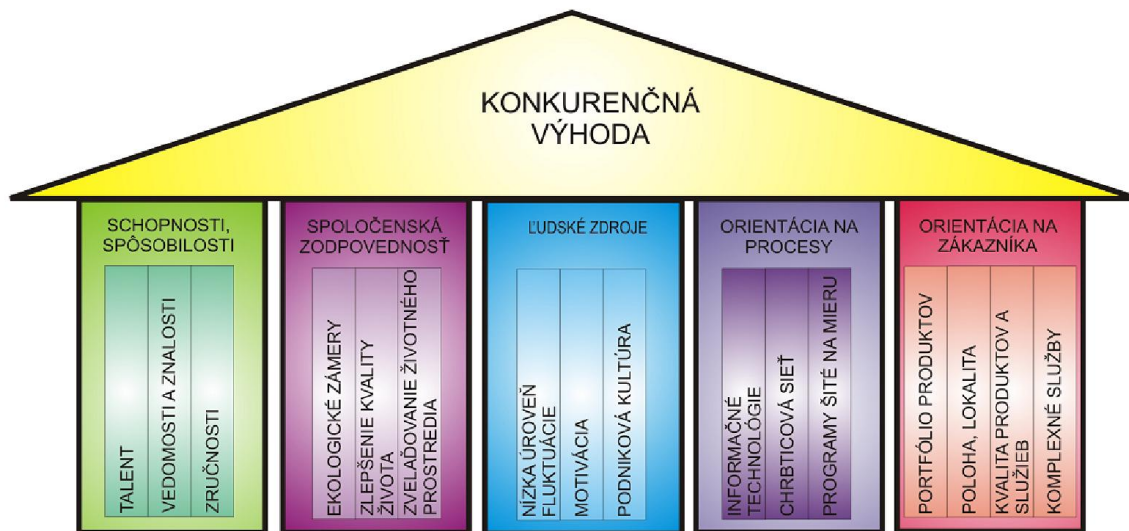 KONKURENČNÁ
VÝHODA
SCHOPNOSTI,
SPÔSOBILOSTI
TALENT
VEDOMOSTI A ZNALOSTI
ZRUČNOSTI
SPOLOČENSKÁ
ZODPOVEDNOSŤ
EKOLOGICKÉ ZÁMERY
ZLEPŠENIE KVALITY
ŽIVOTA
ZVEĽAĎOVANIE ŽIVOTNÉHO
PROSTREDIA
ĽUDSKÉ ZDROJE
NÍZKA ÚROVEŇ
FLUKTUÁCIE
MOTIVÁCIA
PODNIKOVÁ KULTÚRA
ORIENTÁCIA NA
PROCESY
INFORMAČNÉ
TECHNOLÓGIE
CHRBTICOVÁ SIEŤ
PROGRAMY ŠITÉ NA MIERU
ORIENTÁCIA NA
ZÁKAZNÍKA
PORTFÓLIO PRODUKTOV
POLOHA, LOKALITA
KVALITA PRODUKTOV A
SLUŽIEB
KOMPLEXNÉ SLUŽBY